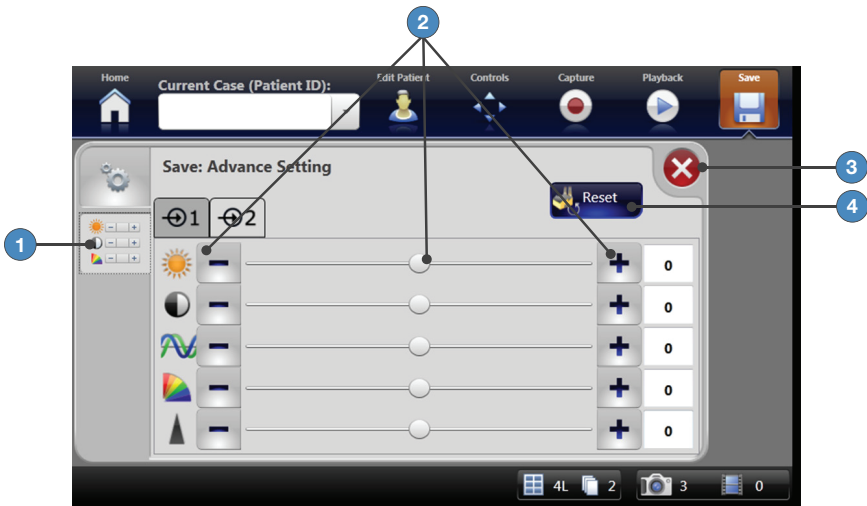 2
Home
Edit Patient
Controls
Capture
Playback
Save
Current Case (Patient ID):
Save: Advance Setting
3
Reset
4
1
2
1
0
0
0
0
0
4L
2
3
0